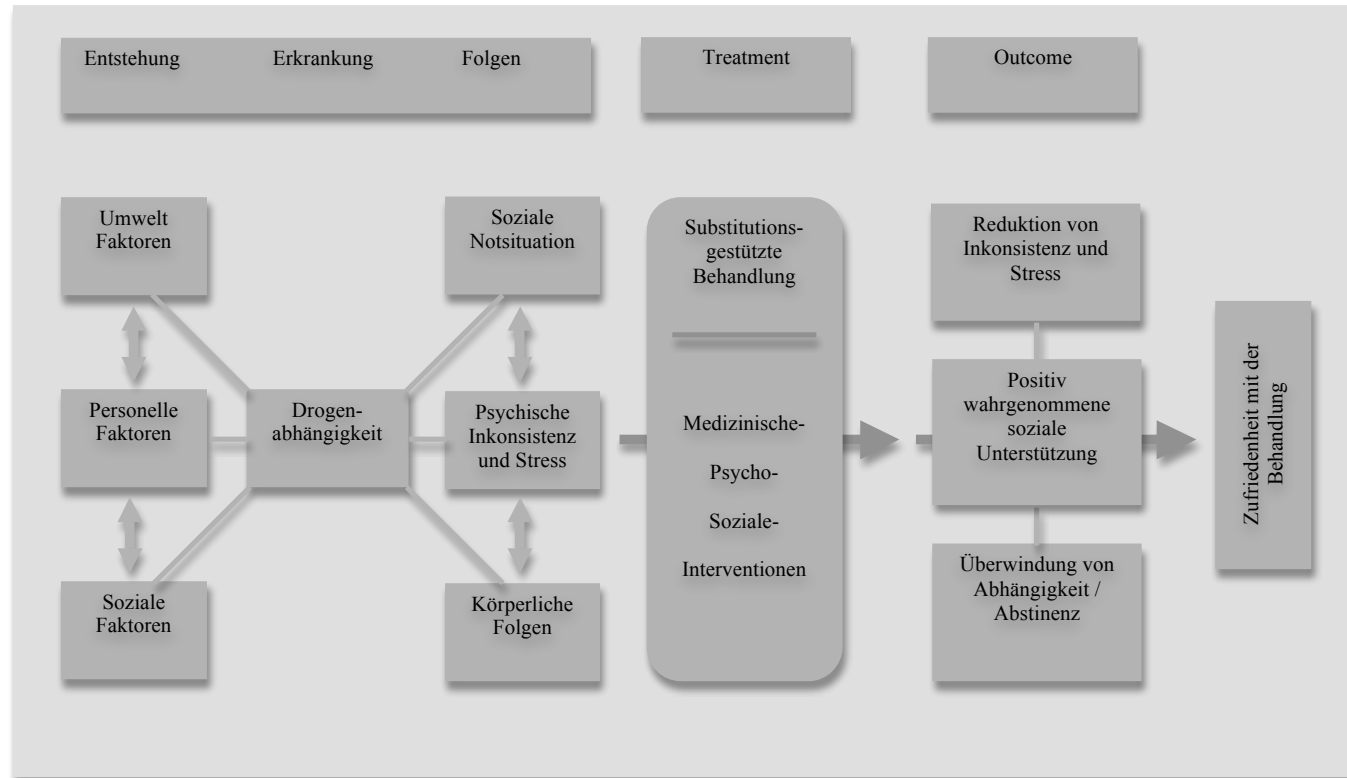 Entstehung Erkrankung Folgen
Treatment
Outcome
Umwelt
Faktoren
Personelle
Faktoren
Soziale
Faktoren
Drogen-
abhängigkeit
Soziale
Notsituation
Psychische
Inkonsistenz
und Stress
Körperliche
Folgen
Substitutions-
gestützte
Behandlung
Medizinische-
Psycho-
Soziale-
Interventionen
Reduktion von
Inkonsistenz und
Stress
Positiv
wahrgenommene
soziale
Unterstützung
Überwindung von
Abhängigkeit /
Abstinenz
Zufriedenheit mit der
Behandlung